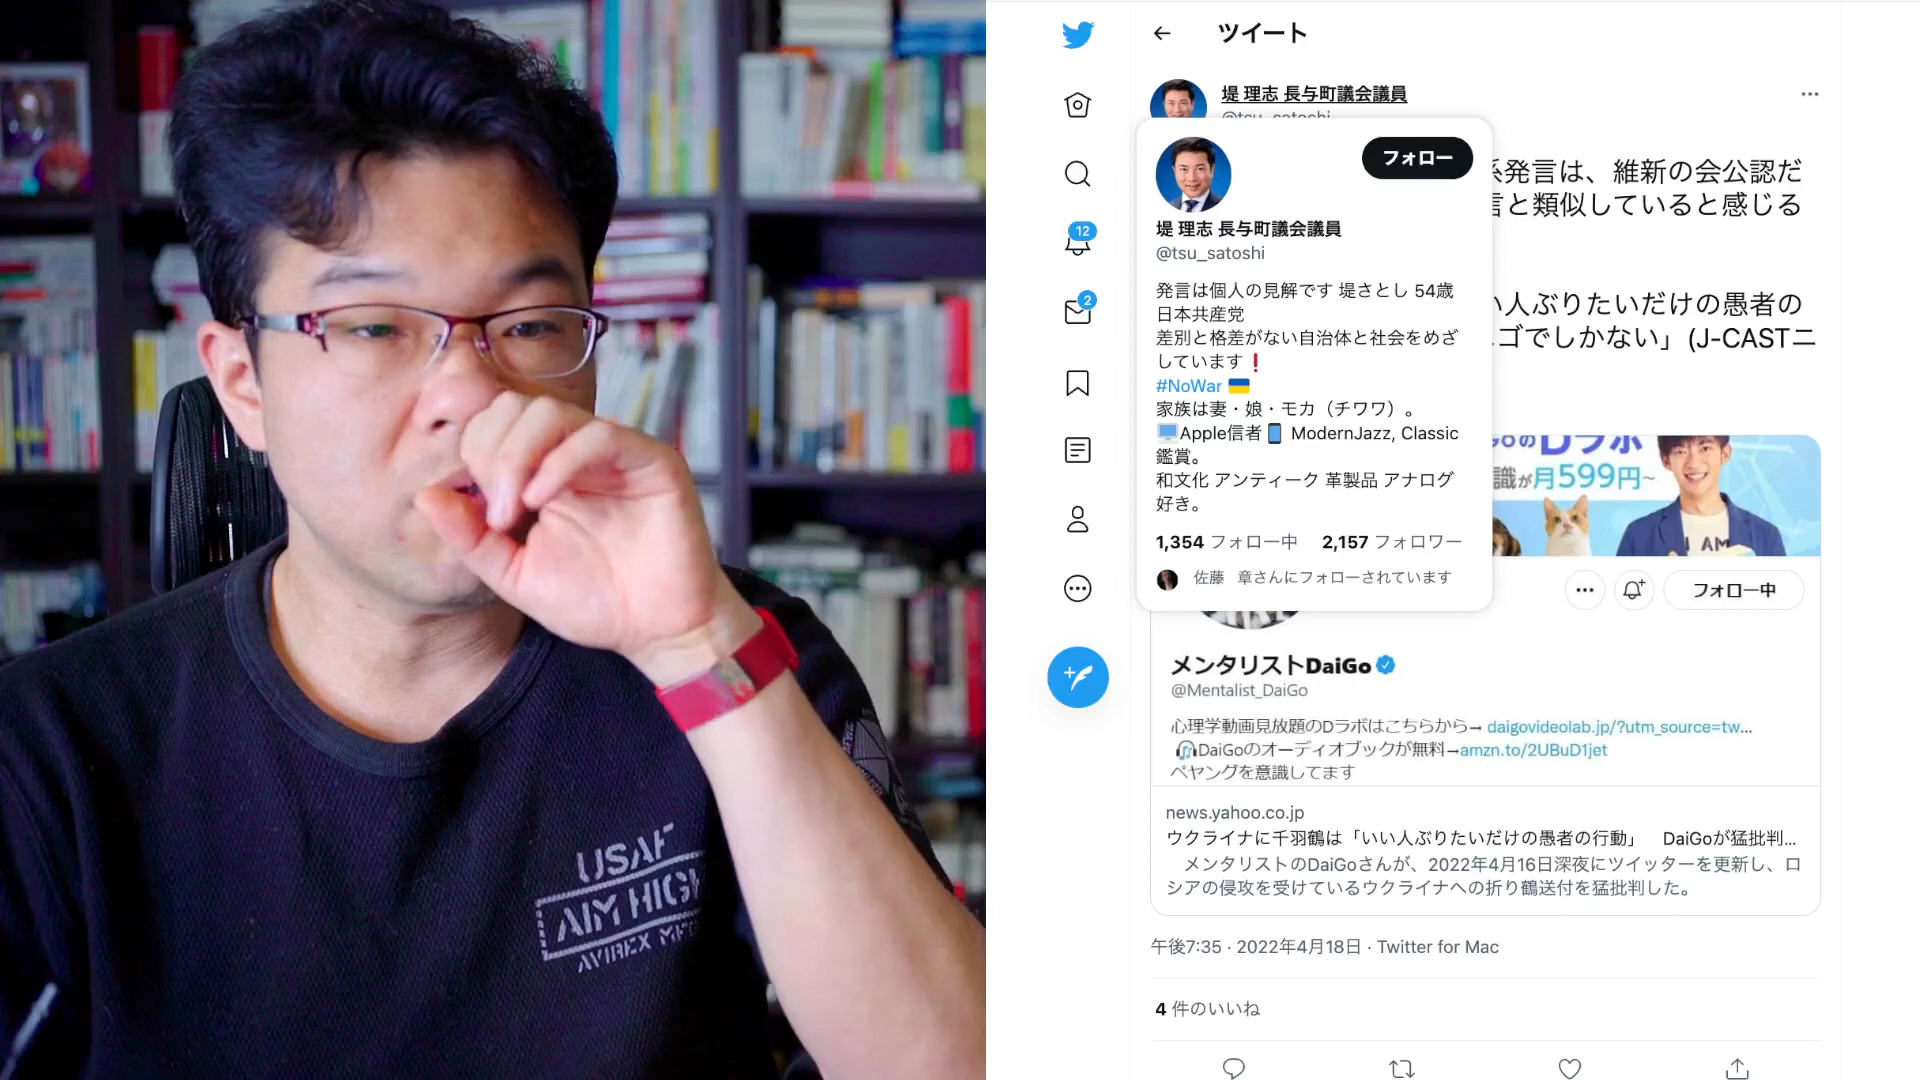 ツイート
堤 理志 長与町議会議員
@tsu_satoshi
フォロー
堤 理志 長与町議会議員
@tsu_satoshi
発言は個人の見解です 堤さとし 54歳
日本共産党
差別と格差がない自治体と社会をめざ
しています❗
#NoWar 🇺🇦
家族は妻・娘・モカ（チワワ）。
🖥Apple信者📱 ModernJazz, Classic
鑑賞。
和文化 アンティーク 革製品 アナログ
好き。
1,354 フォロー中 2,157 フォロワー
佐藤 章さんにフォローされています
発言は、維新の会公認だ
と類似していると感じる
い人ぶりたいだけの愚者の
ゴでしかない」(J-CASTニ
のDラボ
識が月599円~
I AM
フォロー中
メンタリストDaiGo
@Mentalist_DaiGo
心理学動画見放題のDラボはこちらから→ daigovideolab.jp/?utm_source=tw...
🎧DaiGoのオーディオブックが無料→amzn.to/2UBuD1jet
ペヤングを意識してます
news.yahoo.co.jp
ウクライナに千羽鶴は「いい人ぶりたいだけの愚者の行動」 DaiGoが猛批判...
メンタリストのDaiGoさんが、2022年4月16日深夜にツイッターを更新し、ロ
シアの侵攻を受けているウクライナへの折り鶴送付を猛批判した。
午後7:35 · 2022年4月18日 · Twitter for Mac
4 件のいいね
12
2
USAF
AIM HIGH
AVIREX MFG